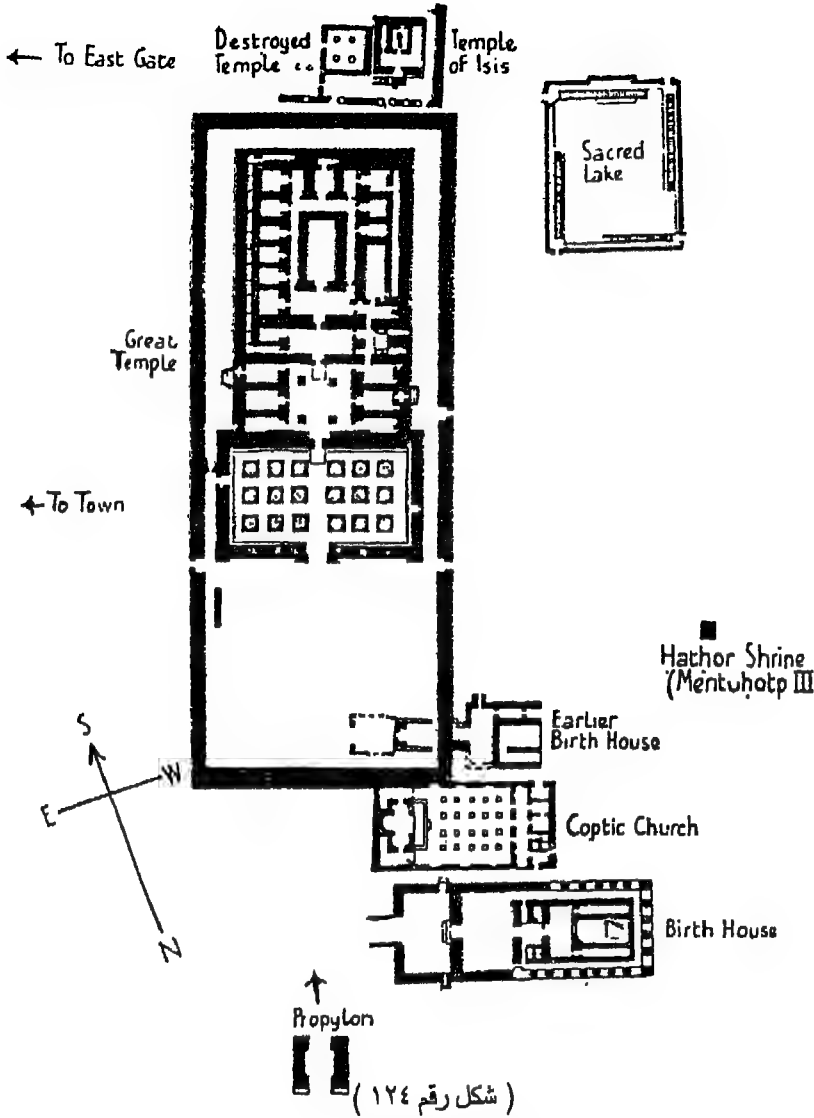 ← To East Gate
Destroyed
Temple
Temple
of Isis
Sacred
Lake
Great
Temple
← To Town
Hathor Shrine
(Mentuhotp III
Earlier
Birth House
S
W
E
N
Coptic Church
Birth House
Propylon
( شكل رقم ١٢٤ )